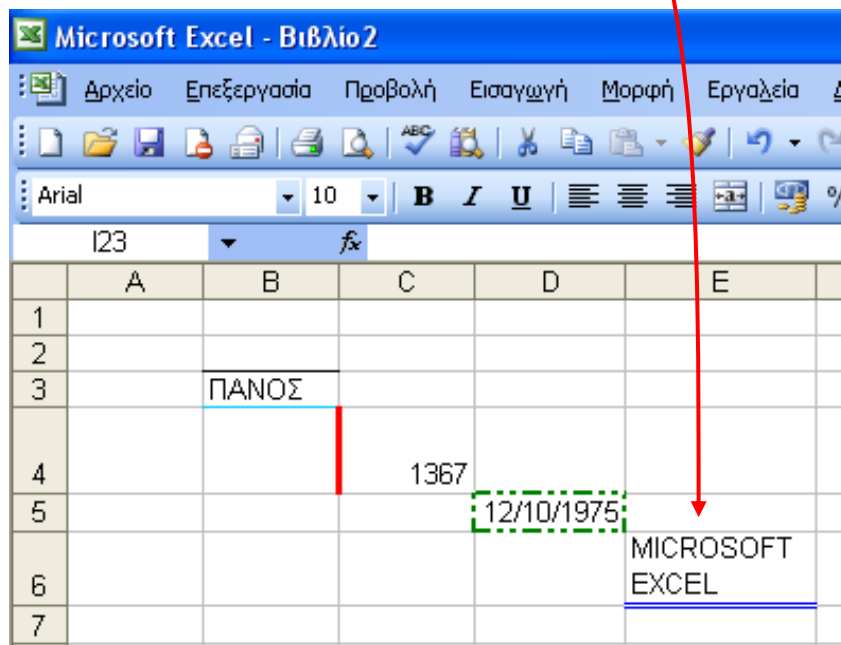 Microsoft Excel - Βιβλίο2
Αρχείο Επεξεργασία Προβολή Εισαγωγή Μορφή Εργαλεία
ABC
Arial 10 B I U a %
I23 fx
A B C D E
1
2
3 ΠΑΝΟΣ
4 1367
5 12/10/1975
MICROSOFT
6 EXCEL
7